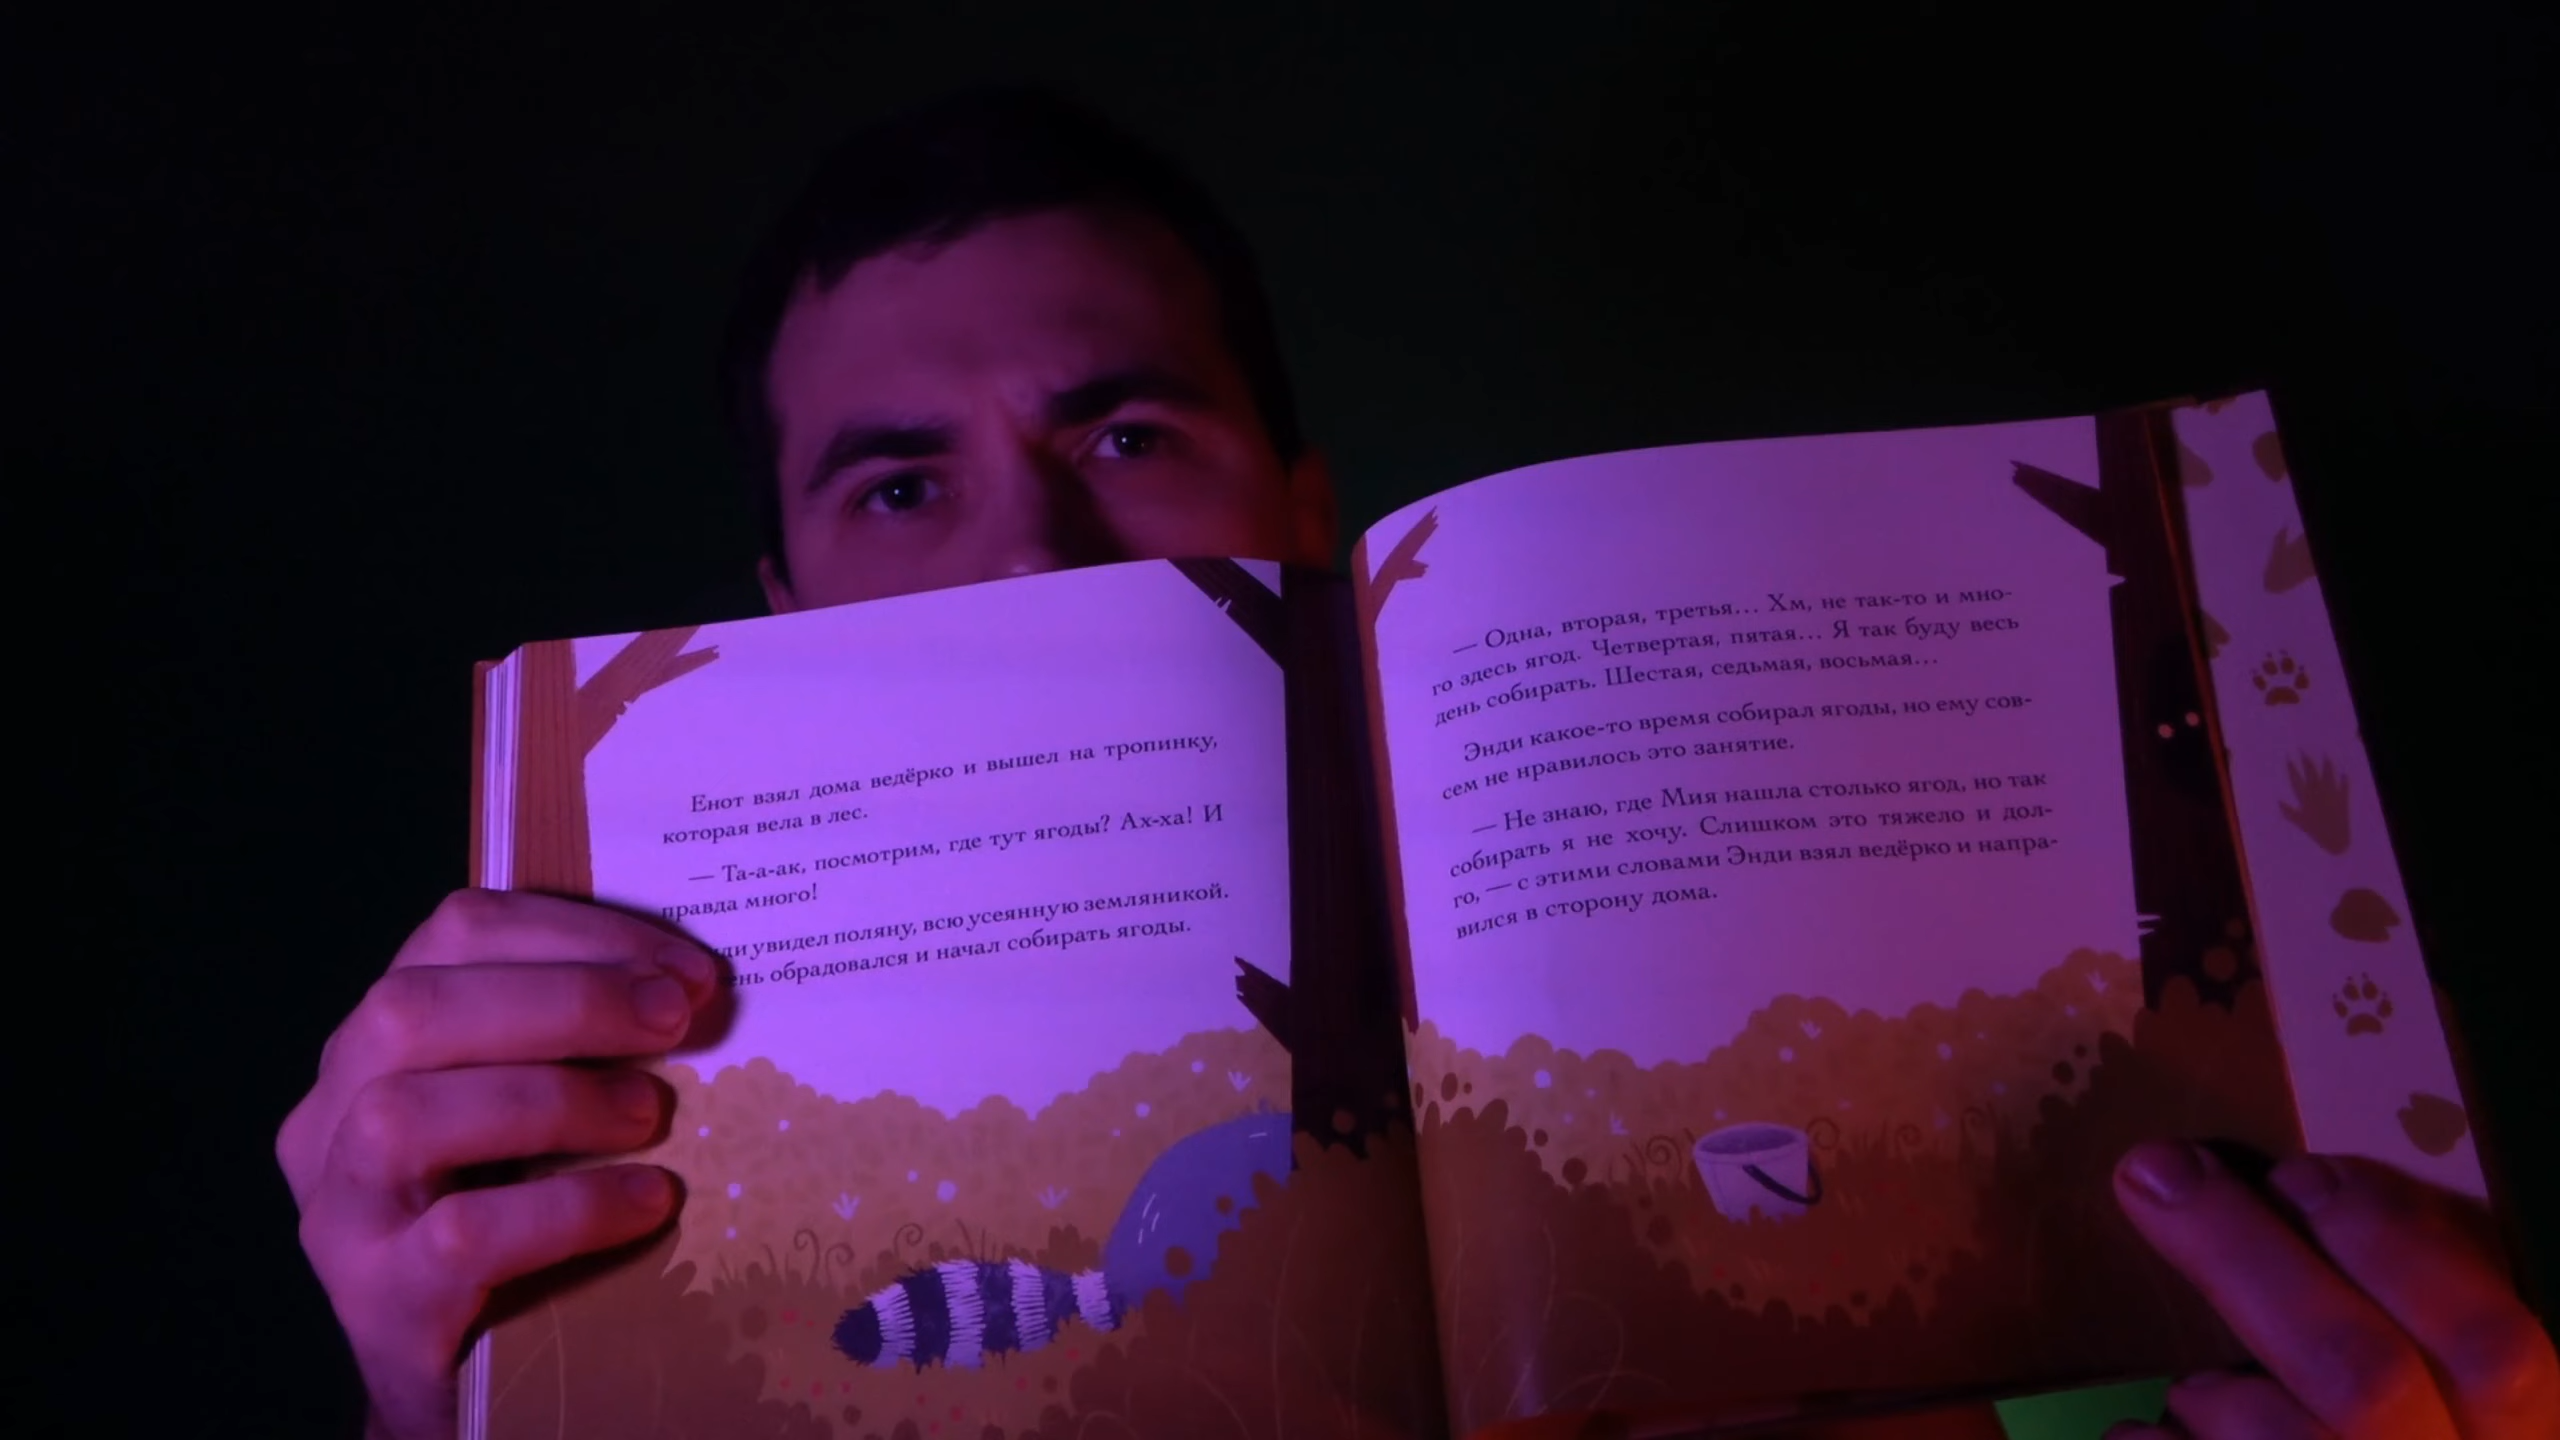 Енот взял дома ведёрко и вышел на тропинку,
которая вела в лес.
— Та-а-ак, посмотрим, где тут ягоды? Ах-ха! И
правда много!
увидел поляну, всю усеянную земляникой.
обрадовался и начал собирать ягоды.
— Одна, вторая, третья... Хм, не так-то и мно-
го здесь ягод. Четвертая, пятая... Я так буду весь
день собирать. Шестая, седьмая, восьмая...
Энди какое-то время собирал ягоды, но ему сов-
сем не нравилось это занятие.
— Не знаю, где Мия нашла столько ягод, но так
собирать я не хочу. Слишком это тяжело и дол-
го, — с этими словами Энди взял ведёрко и напра-
вился в сторону дома.